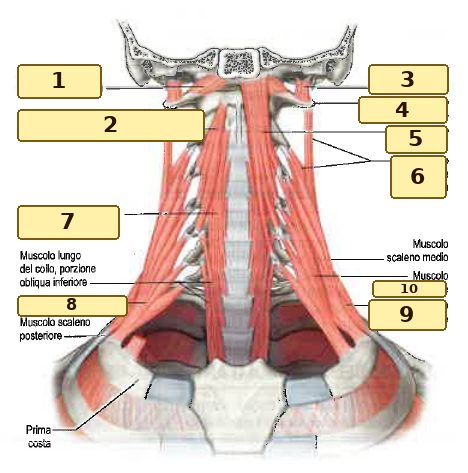 1
3
4
2
5
6
7
Muscolo lungo
del collo, porzione
obliqua inferiore
Muscolo
scaleno medio
Muscolo
10
8
9
Muscolo scaleno
posteriore
Prima
costa